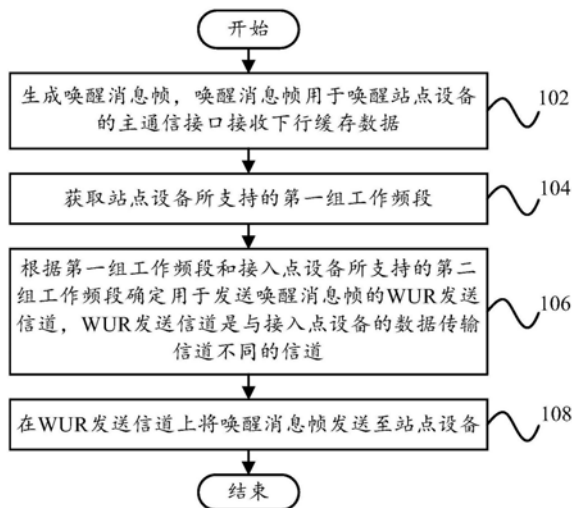 开始
生成唤醒消息帧，唤醒消息帧用于唤醒站点设备
的主通信接口接收下行缓存数据
102
获取站点设备所支持的第一组工作频段
104
根据第一组工作频段和接入点设备所支持的第二
组工作频段确定用于发送唤醒消息帧的WUR发送
信道，WUR发送信道是与接入点设备的数据传输
信道不同的信道
106
在WUR发送信道上将唤醒消息帧发送至站点设备
108
结束